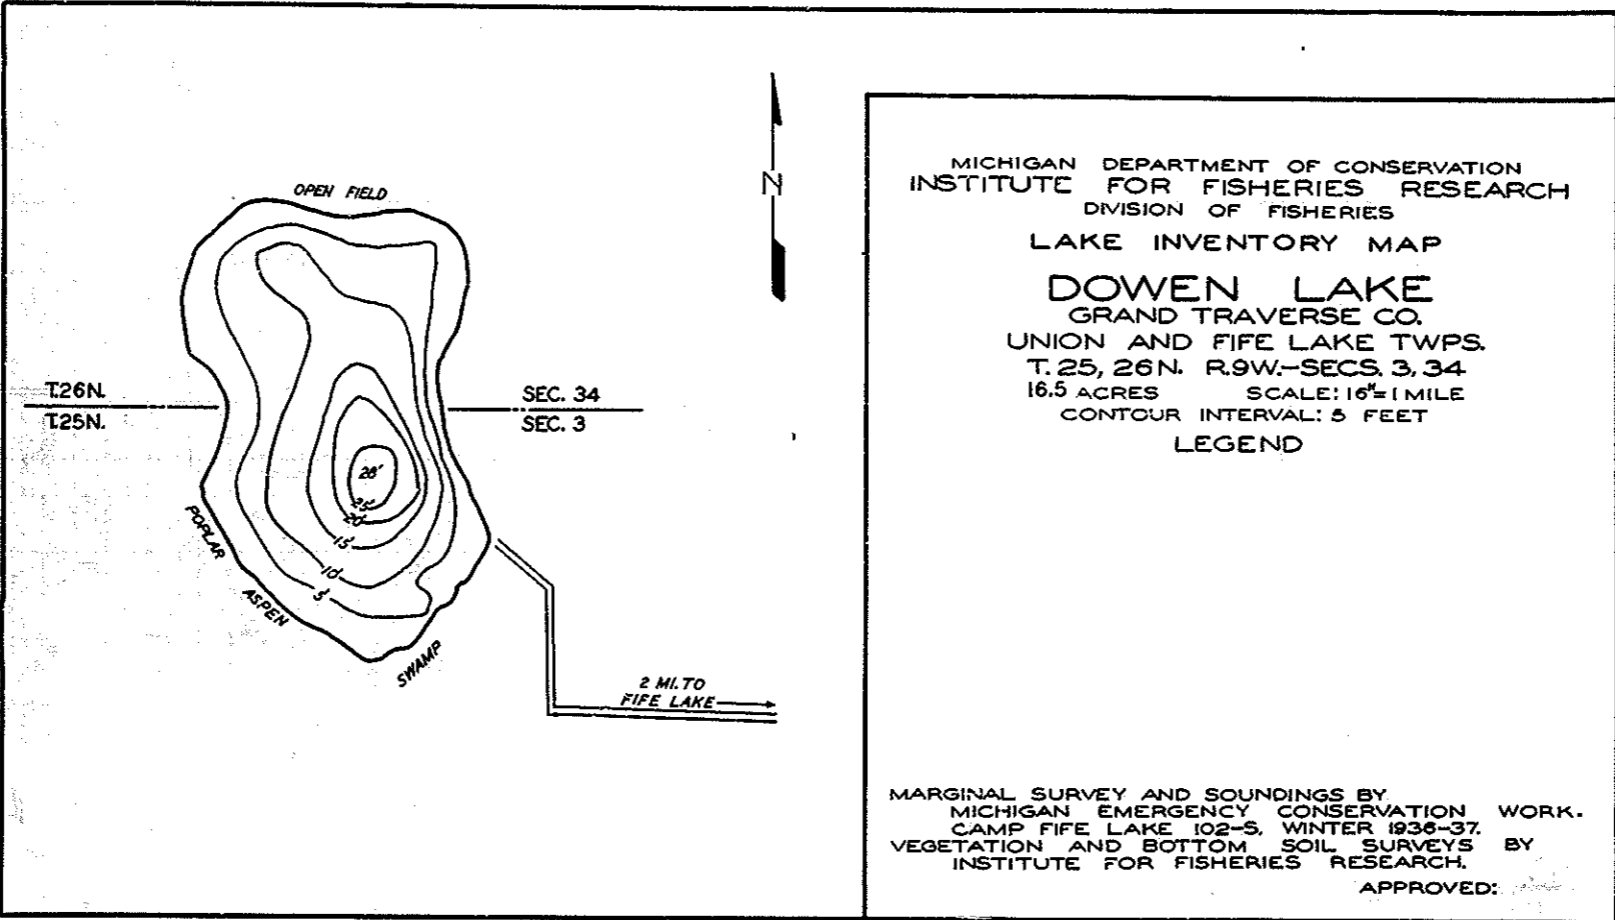 OPEN FIELD
N
T.26N.
T.25N.
SEC. 34
SEC. 3
28'
25'
20'
15'
10'
5'
POPLAR
ASPEN
SWAMP
2 MI. TO
FIFE LAKE
MICHIGAN DEPARTMENT OF CONSERVATION
INSTITUTE FOR FISHERIES RESEARCH
DIVISION OF FISHERIES
LAKE INVENTORY MAP
DOWEN LAKE
GRAND TRAVERSE CO.
UNION AND FIFE LAKE TWPS.
T. 25, 26 N. R.9W.-SECS. 3, 34
16.5 ACRES SCALE: 16"=1 MILE
CONTOUR INTERVAL: 5 FEET
LEGEND
MARGINAL SURVEY AND SOUNDINGS BY
MICHIGAN EMERGENCY CONSERVATION WORK.
CAMP FIFE LAKE 102-S, WINTER 1936-37.
VEGETATION AND BOTTOM SOIL SURVEYS BY
INSTITUTE FOR FISHERIES RESEARCH.
APPROVED: